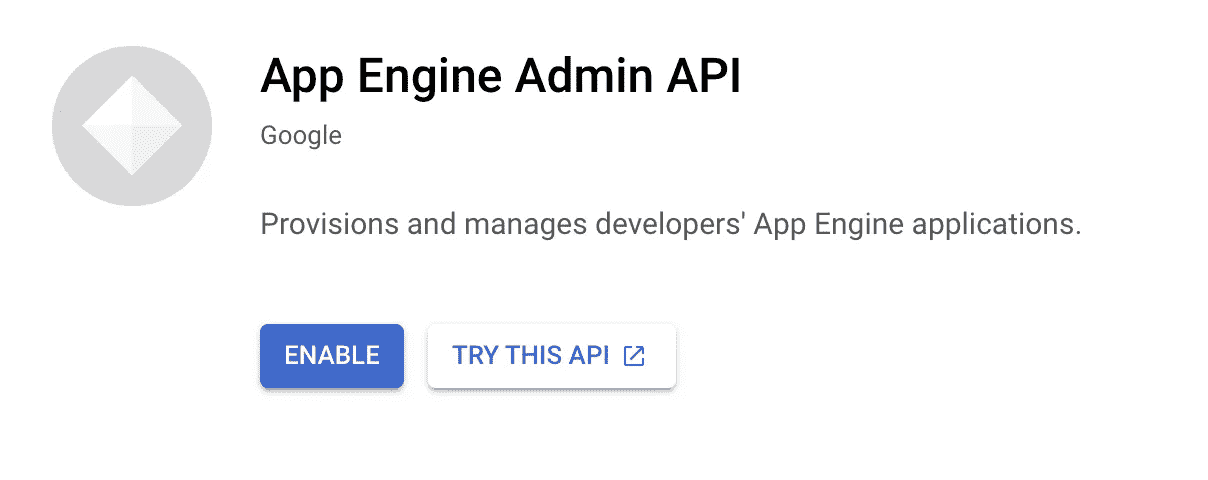 App Engine Admin API
Google
Provisions and manages developers' App Engine applications.
ENABLE
TRY THIS API